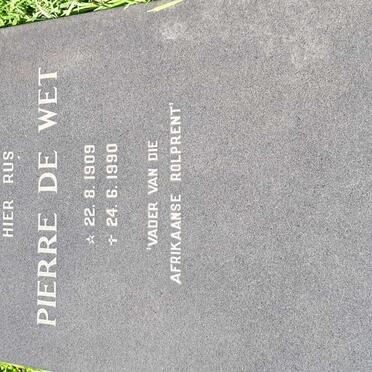 HIER RUS
PIERRE DE WET
☆ 22. 8. 1909
✞ 24. 6. 1990
'VADER VAN DIE
AFRIKAANSE ROLPRENT'